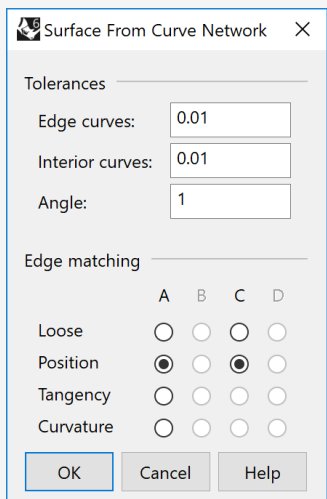 6 Surface From Curve Network
Tolerances
Edge curves: 0.01
Interior curves: 0.01
Angle: 1
Edge matching
A B C D
Loose
Position
Tangency
Curvature
OK Cancel Help